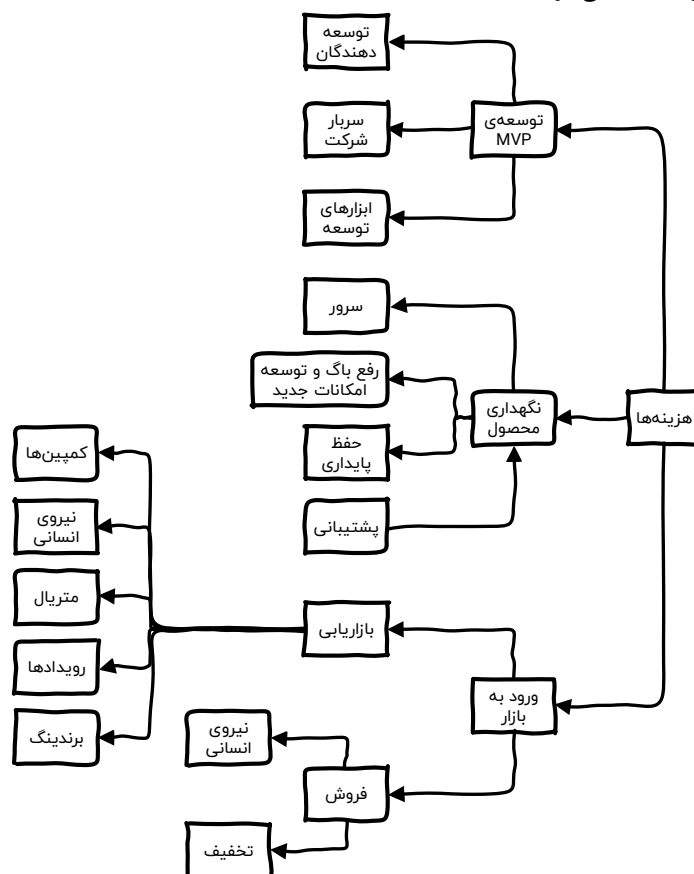 توسعه
دهندگان
توسعه‌ی
MVP
سربار
شرکت
ابزارهای
توسعه
سرور
رفع باگ و توسعه
امکانات جدید
هزینه‌ها
نگهداری
محصول
حفظ
پایداری
پشتیبانی
کمپین‌ها
نیروی
انسانی
متریال
بازاریابی
رویدادها
ورود به
بازار
برندینگ
نیروی
انسانی
فروش
تخفیف